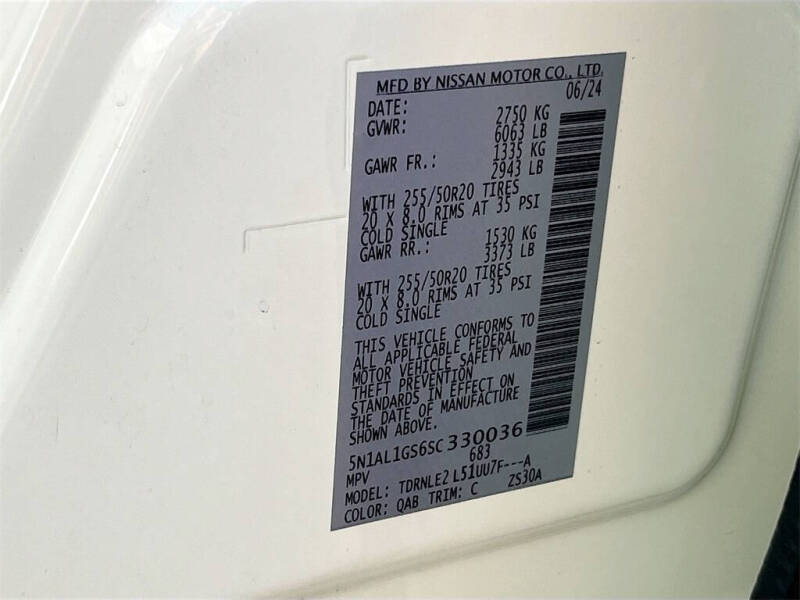 MFD BY NISSAN MOTOR CO., LTD.
DATE: 06/24
GVWR: 2750 KG
6063 LB
GAWR FR.: 1335 KG
2943 LB
WITH 255/50R20 TIRES
20 X 8.0 RIMS AT 35 PSI
COLD SINGLE
GAWR RR.: 1530 KG
3373 LB
WITH 255/50R20 TIRES
20 X 8.0 RIMS AT 35 PSI
COLD SINGLE
THIS VEHICLE CONFORMS TO
ALL APPLICABLE FEDERAL
MOTOR VEHICLE SAFETY AND
THEFT PREVENTION
STANDARDS IN EFFECT ON
THE DATE OF MANUFACTURE
SHOWN ABOVE.
5N1AL1GS6SC330036
MPV 683
MODEL: TDRNLE2 L51UU7F---A
COLOR: QAB TRIM: C ZS30A